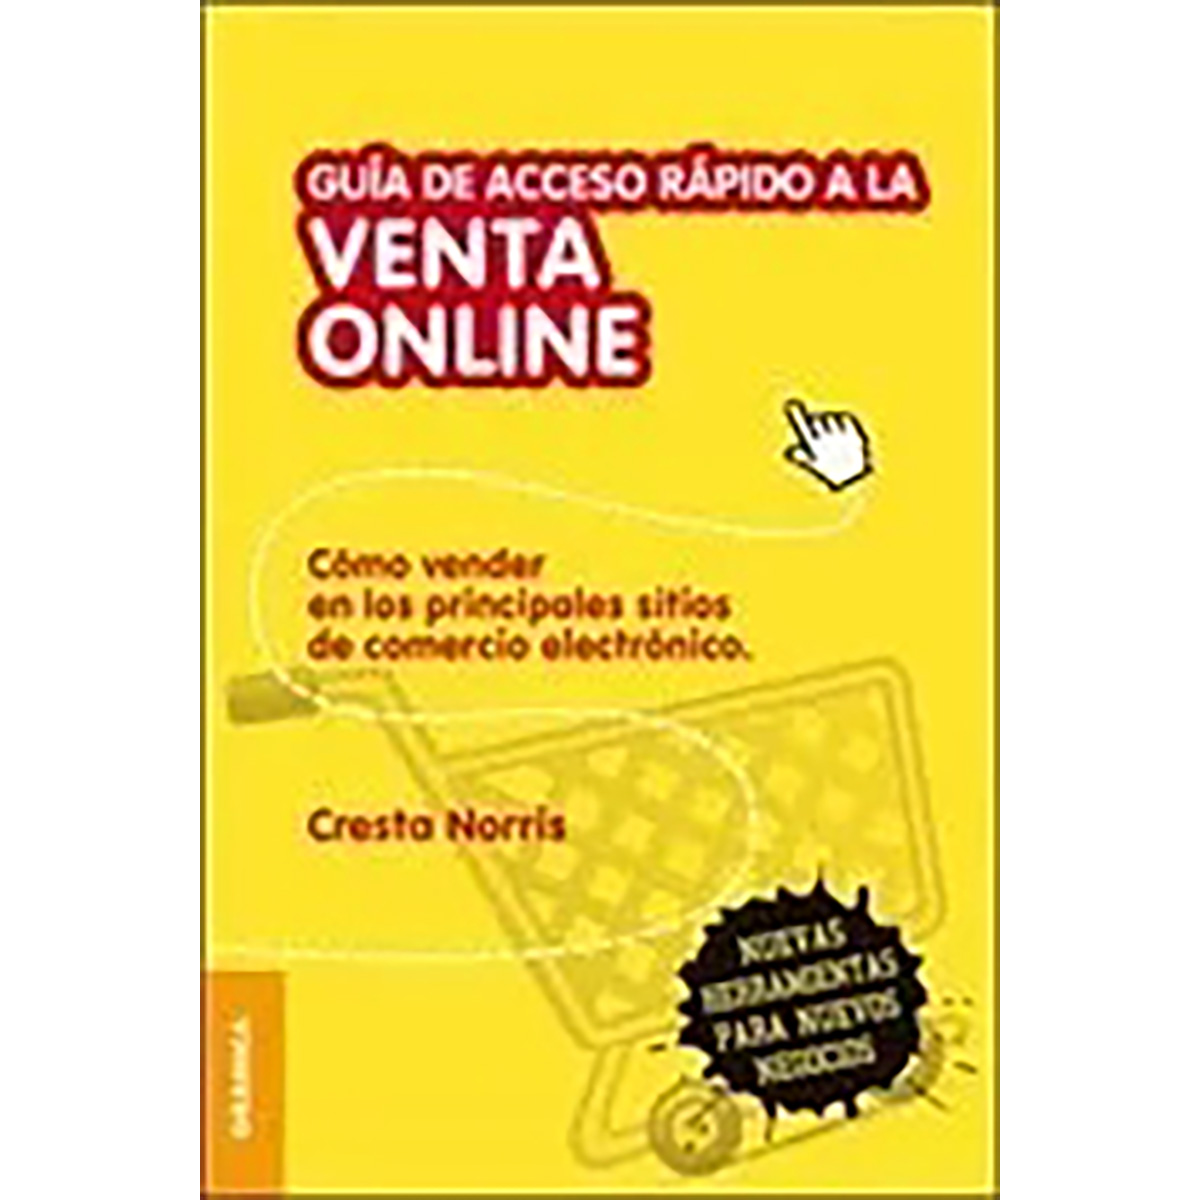 GUÍA DE ACCESO RÁPIDO A LA
VENTA
ONLINE
Cómo vender
en los principales sitios
de comercio electrónico.
Cresta Norris
NUEVAS
HERRAMIENTAS
PARA NUEVOS
NEGOCIOS
GRANICA